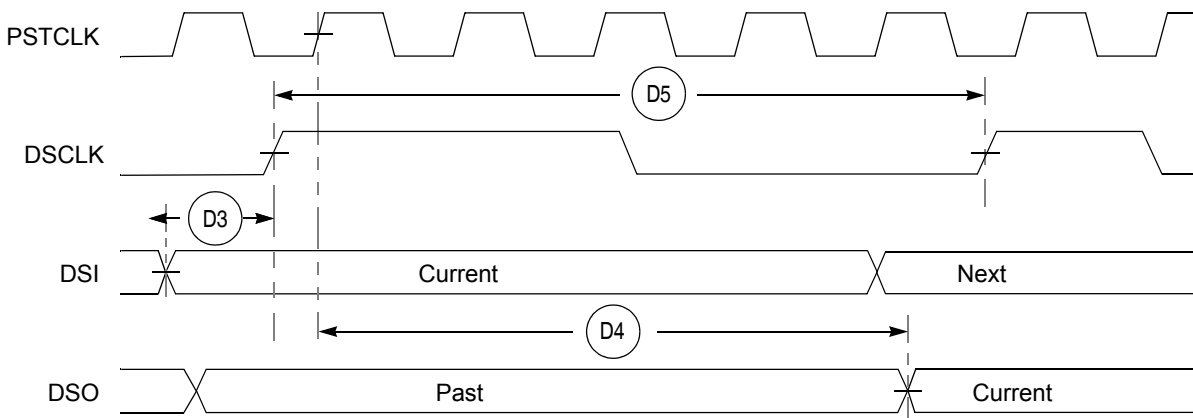 PSTCLK
D5
DSCLK
D3
DSI
Current
Next
D4
DSO
Past
Current